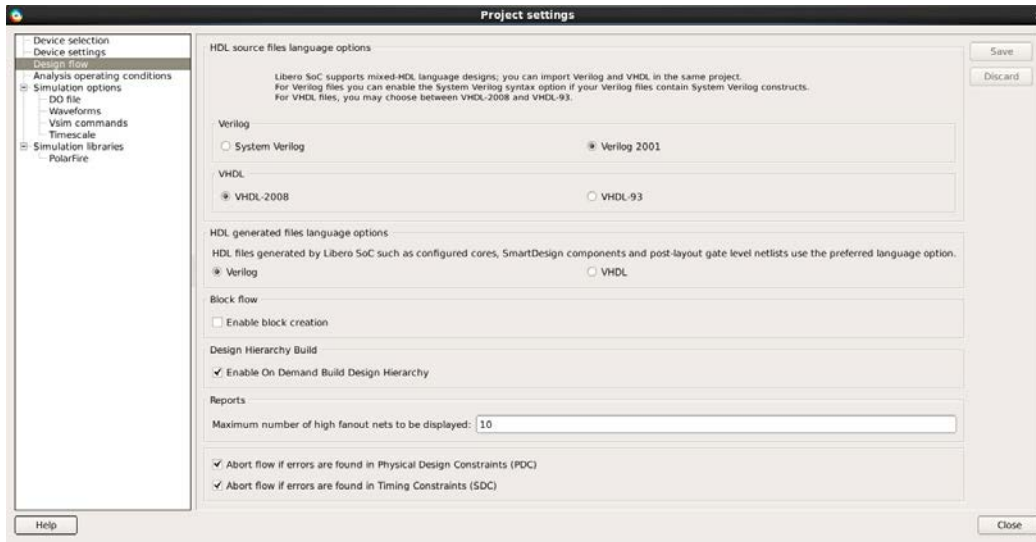 Project settings
Device selection
Device settings
Design flow
Analysis operating conditions
Simulation options
DO file
Waveforms
Vsim commands
Timescale
Simulation libraries
PolarFire
HDL source files language options
Libero SoC supports mixed-HDL language designs; you can import Verilog and VHDL in the same project.
For Verilog files you can enable the System Verilog syntax option if your Verilog files contain System Verilog constructs.
For VHDL files, you may choose between VHDL-2008 and VHDL-93.
Verilog
System Verilog Verilog 2001
VHDL
VHDL-2008 VHDL-93
HDL generated files language options
HDL files generated by Libero SoC such as configured cores, SmartDesign components and post-layout gate level netlists use the preferred language option.
Verilog VHDL
Block flow
Enable block creation
Design Hierarchy Build
Enable On Demand Build Design Hierarchy
Reports
Maximum number of high fanout nets to be displayed: 10
Abort flow if errors are found in Physical Design Constraints (PDC)
Abort flow if errors are found in Timing Constraints (SDC)
Save
Discard
Help Close